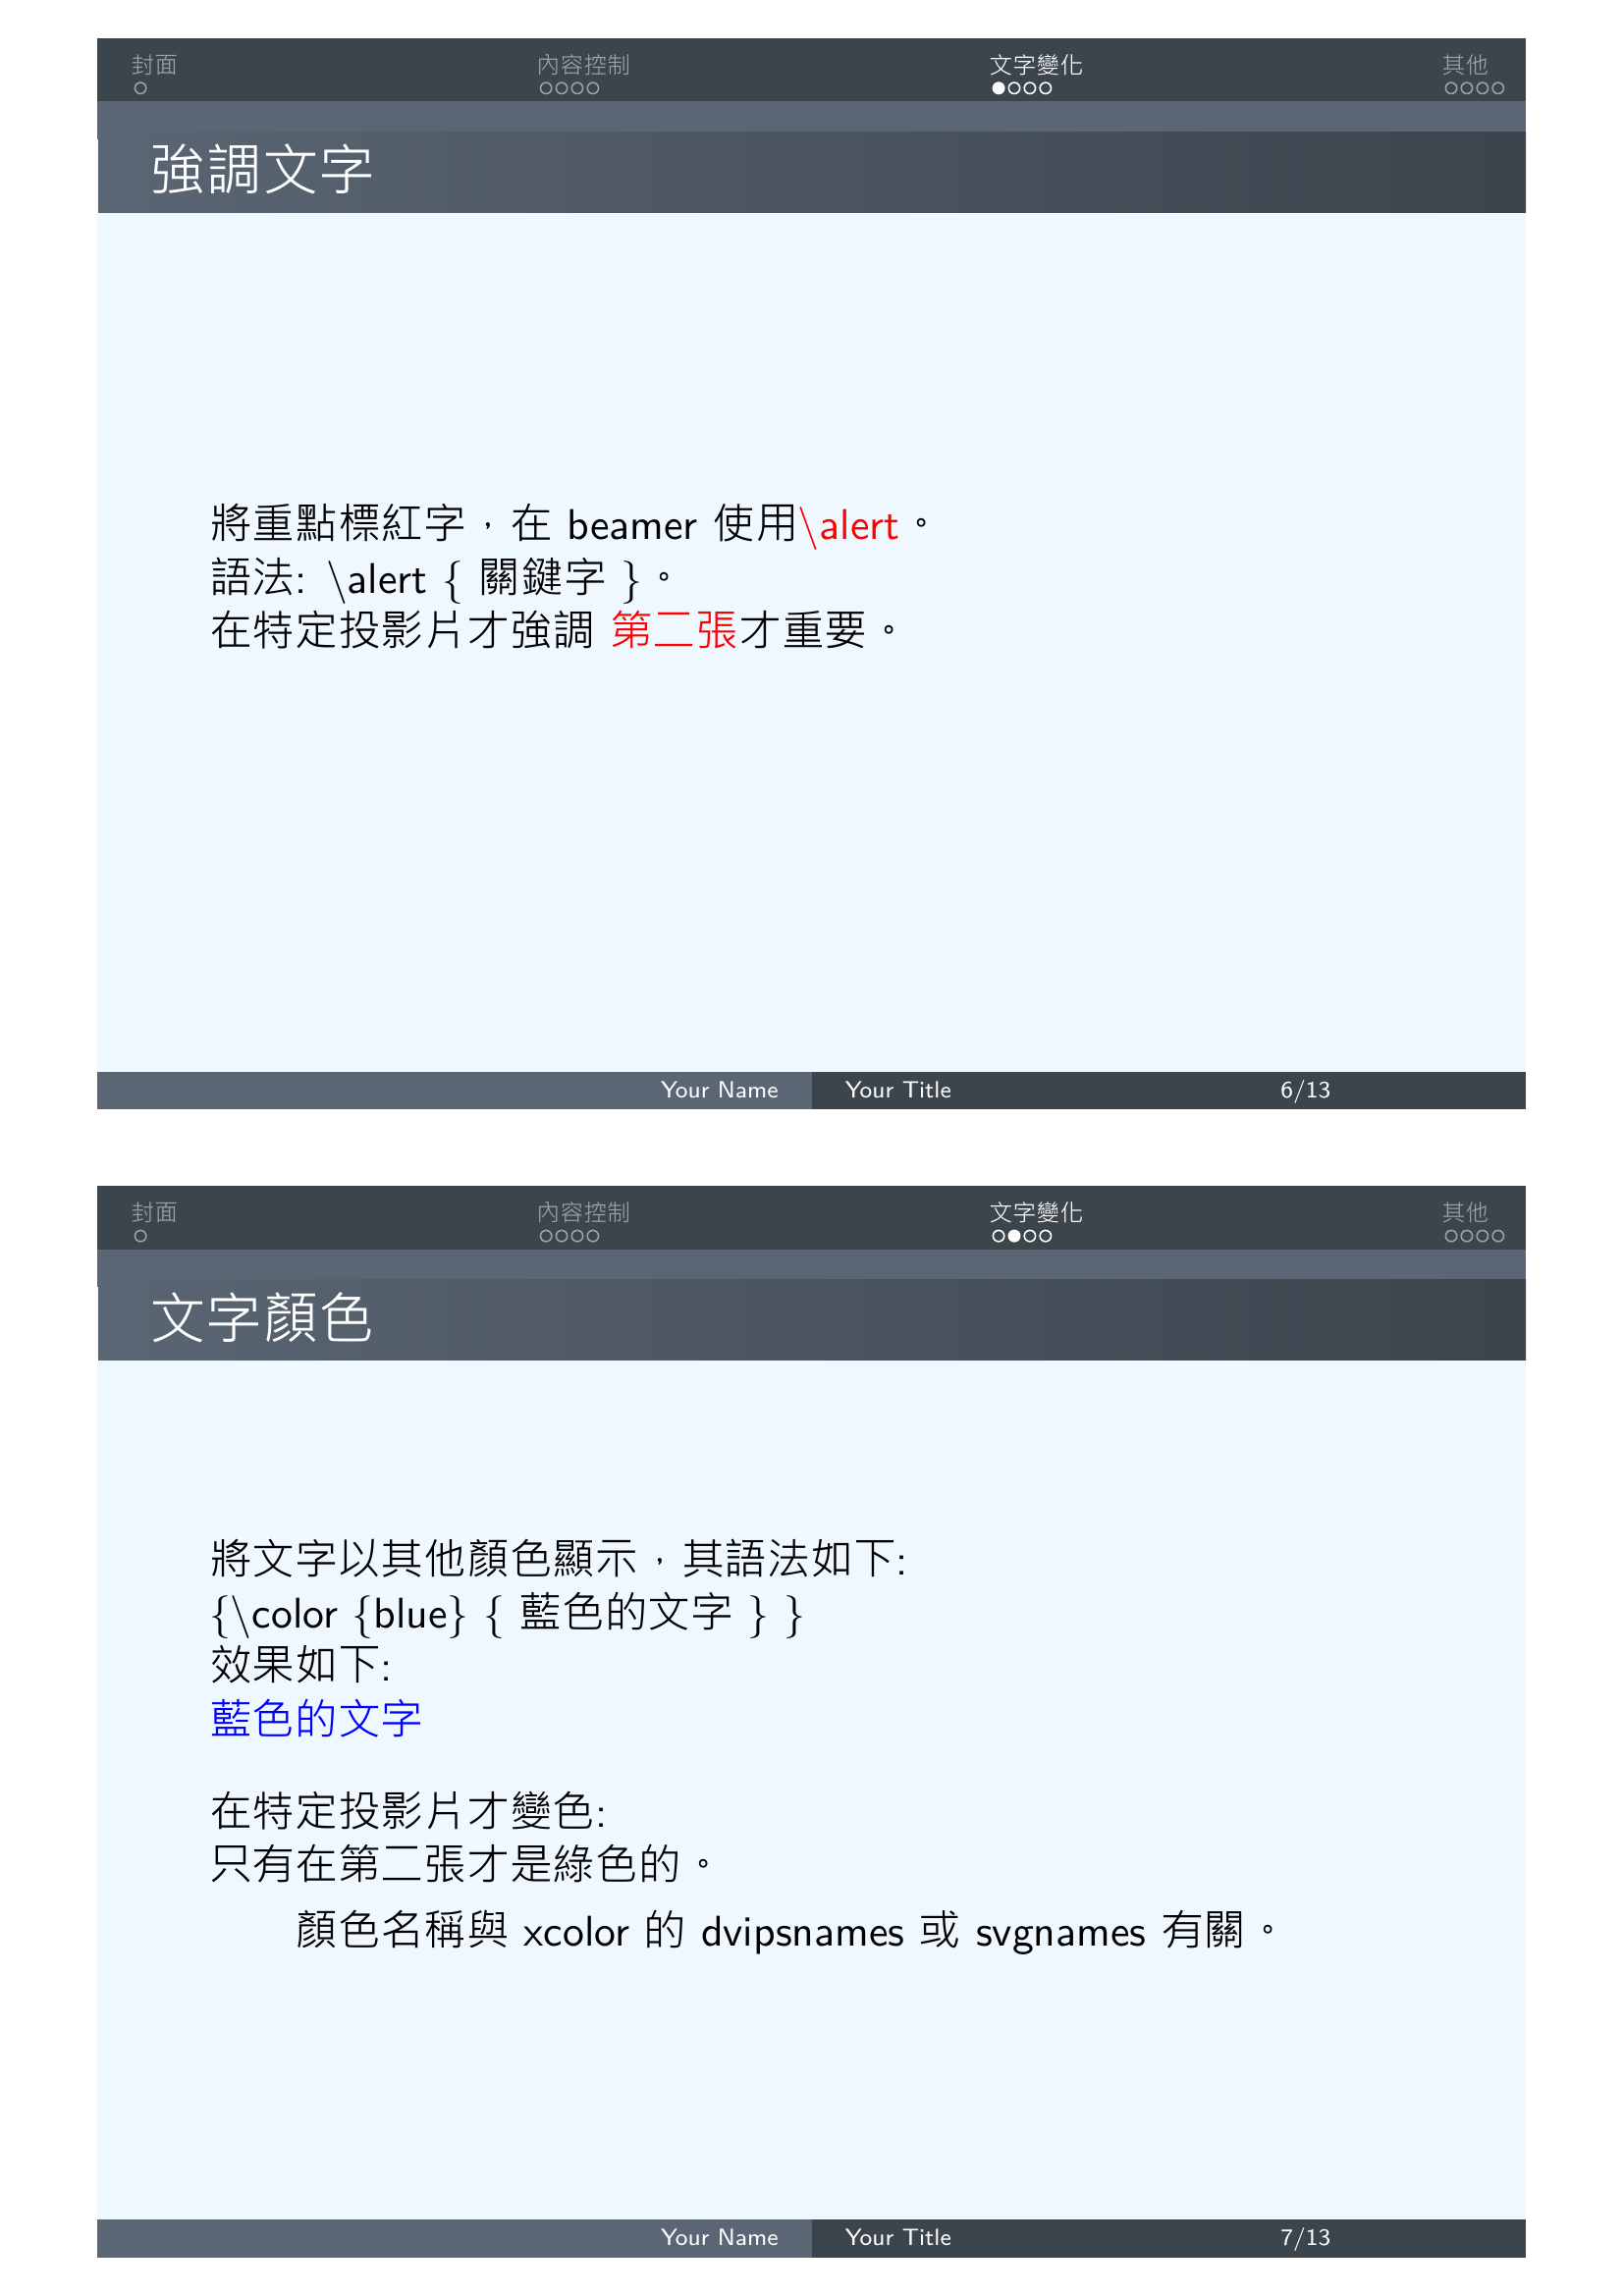 封面 內容控制 文字變化 其他
強調文字
將重點標紅字，在 beamer 使用\alert。
語法: \alert { 關鍵字 }。
在特定投影片才強調 第二張才重要。
Your Name Your Title 6/13
封面 內容控制 文字變化 其他
文字顏色
將文字以其他顏色顯示，其語法如下:
{\color {blue} { 藍色的文字 } }
效果如下:
藍色的文字
在特定投影片才變色:
只有在第二張才是綠色的。
顏色名稱與 xcolor 的 dvipsnames 或 svgnames 有關。
Your Name Your Title 7/13